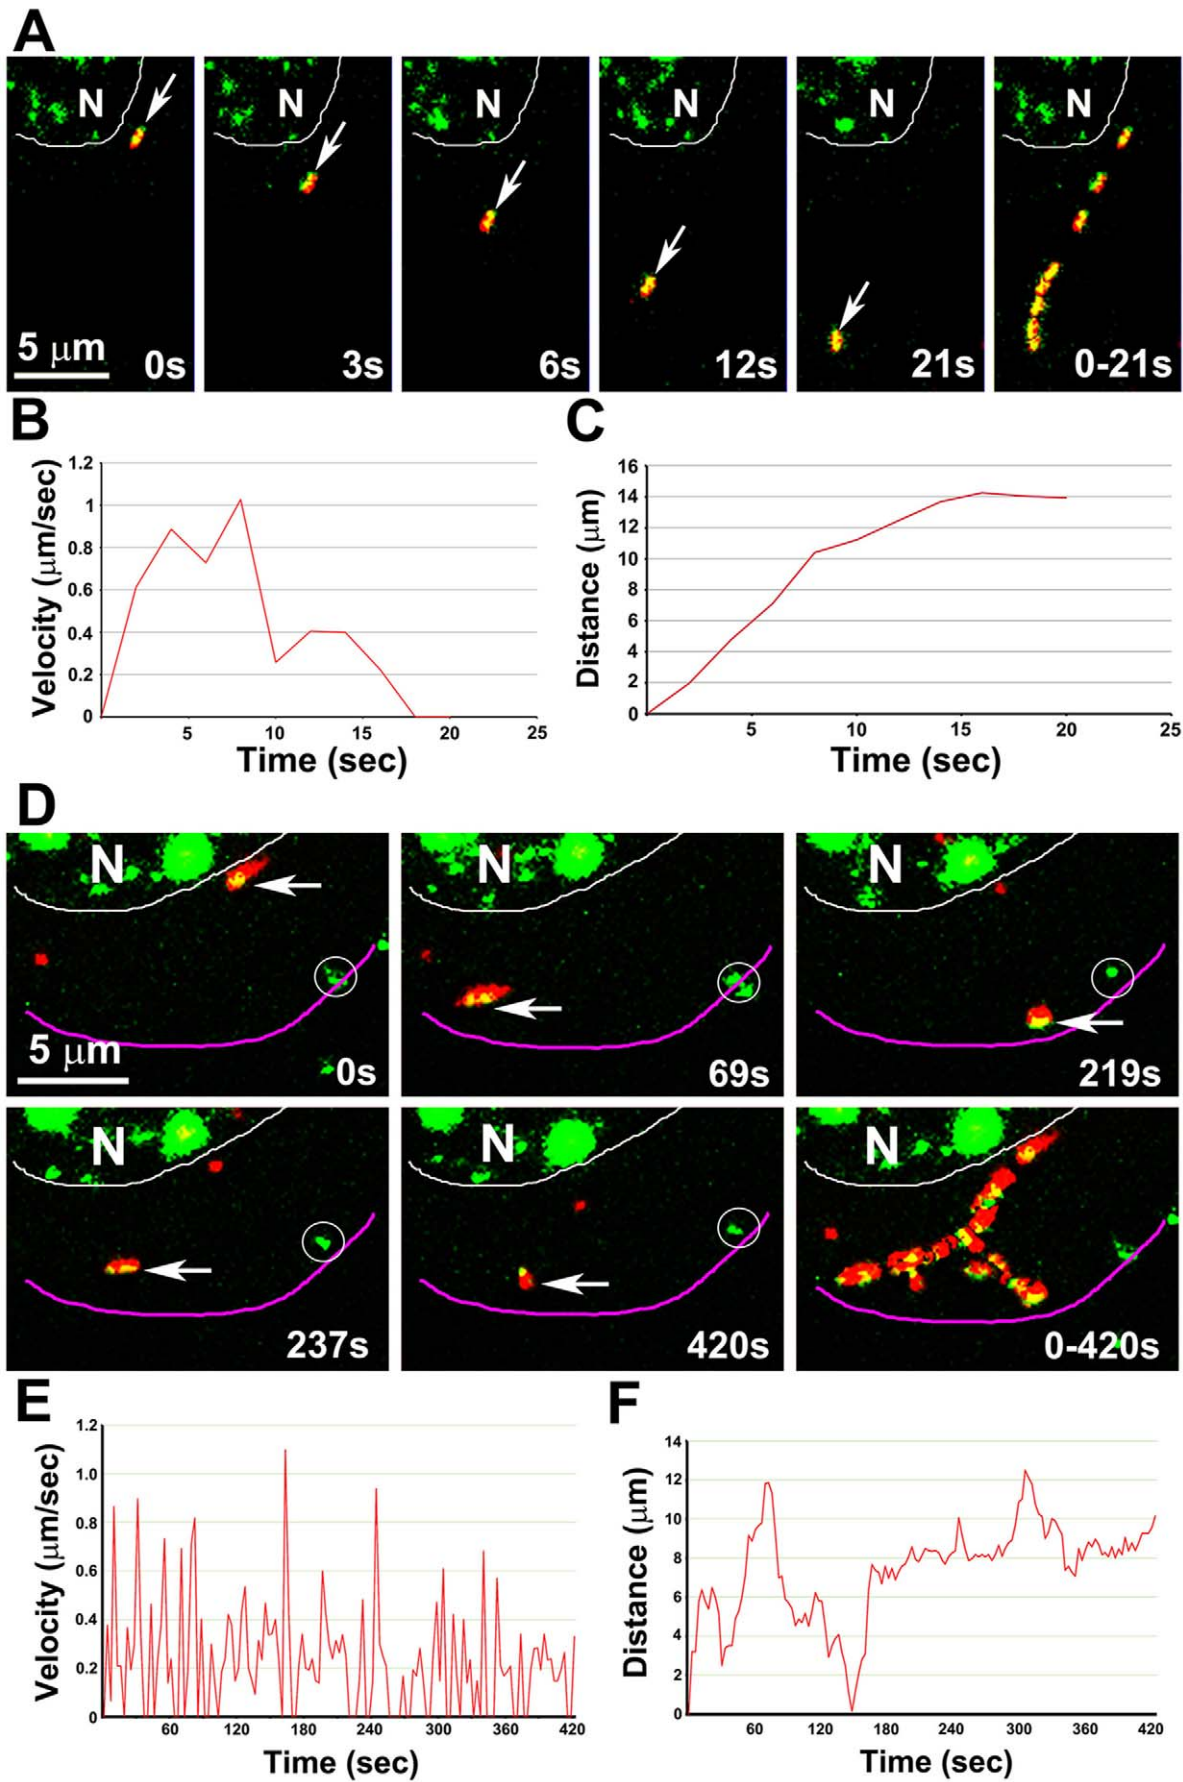 A
N N N N N N
5 μm 0s 3s 6s 12s 21s 0-21s
B
Velocity (μm/sec)
1.2
1
0.8
0.6
0.4
0.2
0
5 10 15 20 25
Time (sec)
C
Distance (μm)
16
14
12
10
8
6
4
2
0
5 10 15 20 25
Time (sec)
D
N N N
5 μm 0s 69s 219s
N N N
237s 420s 0-420s
E
Velocity (μm/sec)
1.2
1.0
0.8
0.6
0.4
0.2
0
60 120 180 240 300 360 420
Time (sec)
F
Distance (μm)
14
12
10
8
6
4
2
0
60 120 180 240 300 360 420
Time (sec)